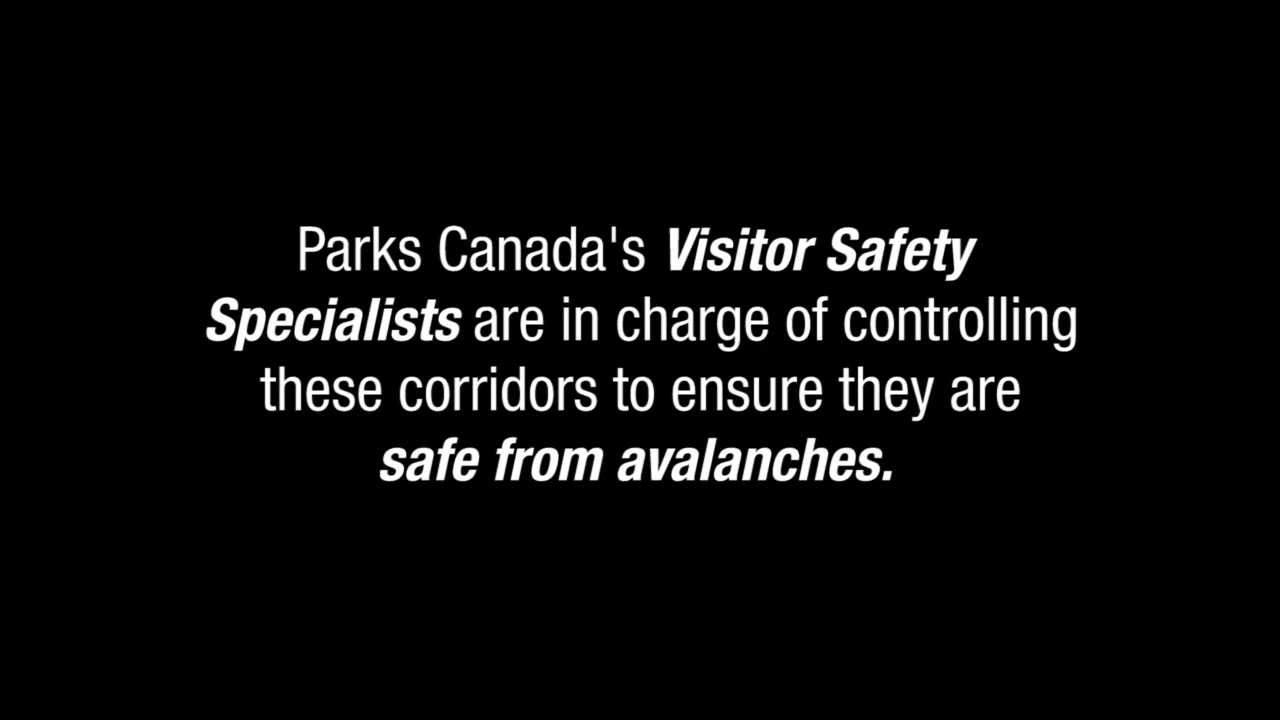 Parks Canada's Visitor Safety
Specialists are in charge of controlling
these corridors to ensure they are
safe from avalanches.